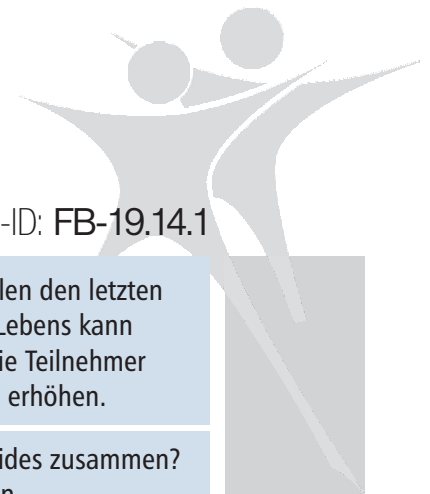 -ID: FB-19.14.1
len den letzten
Lebens kann
ie Teilnehmer
erhöhen.
ides zusammen?